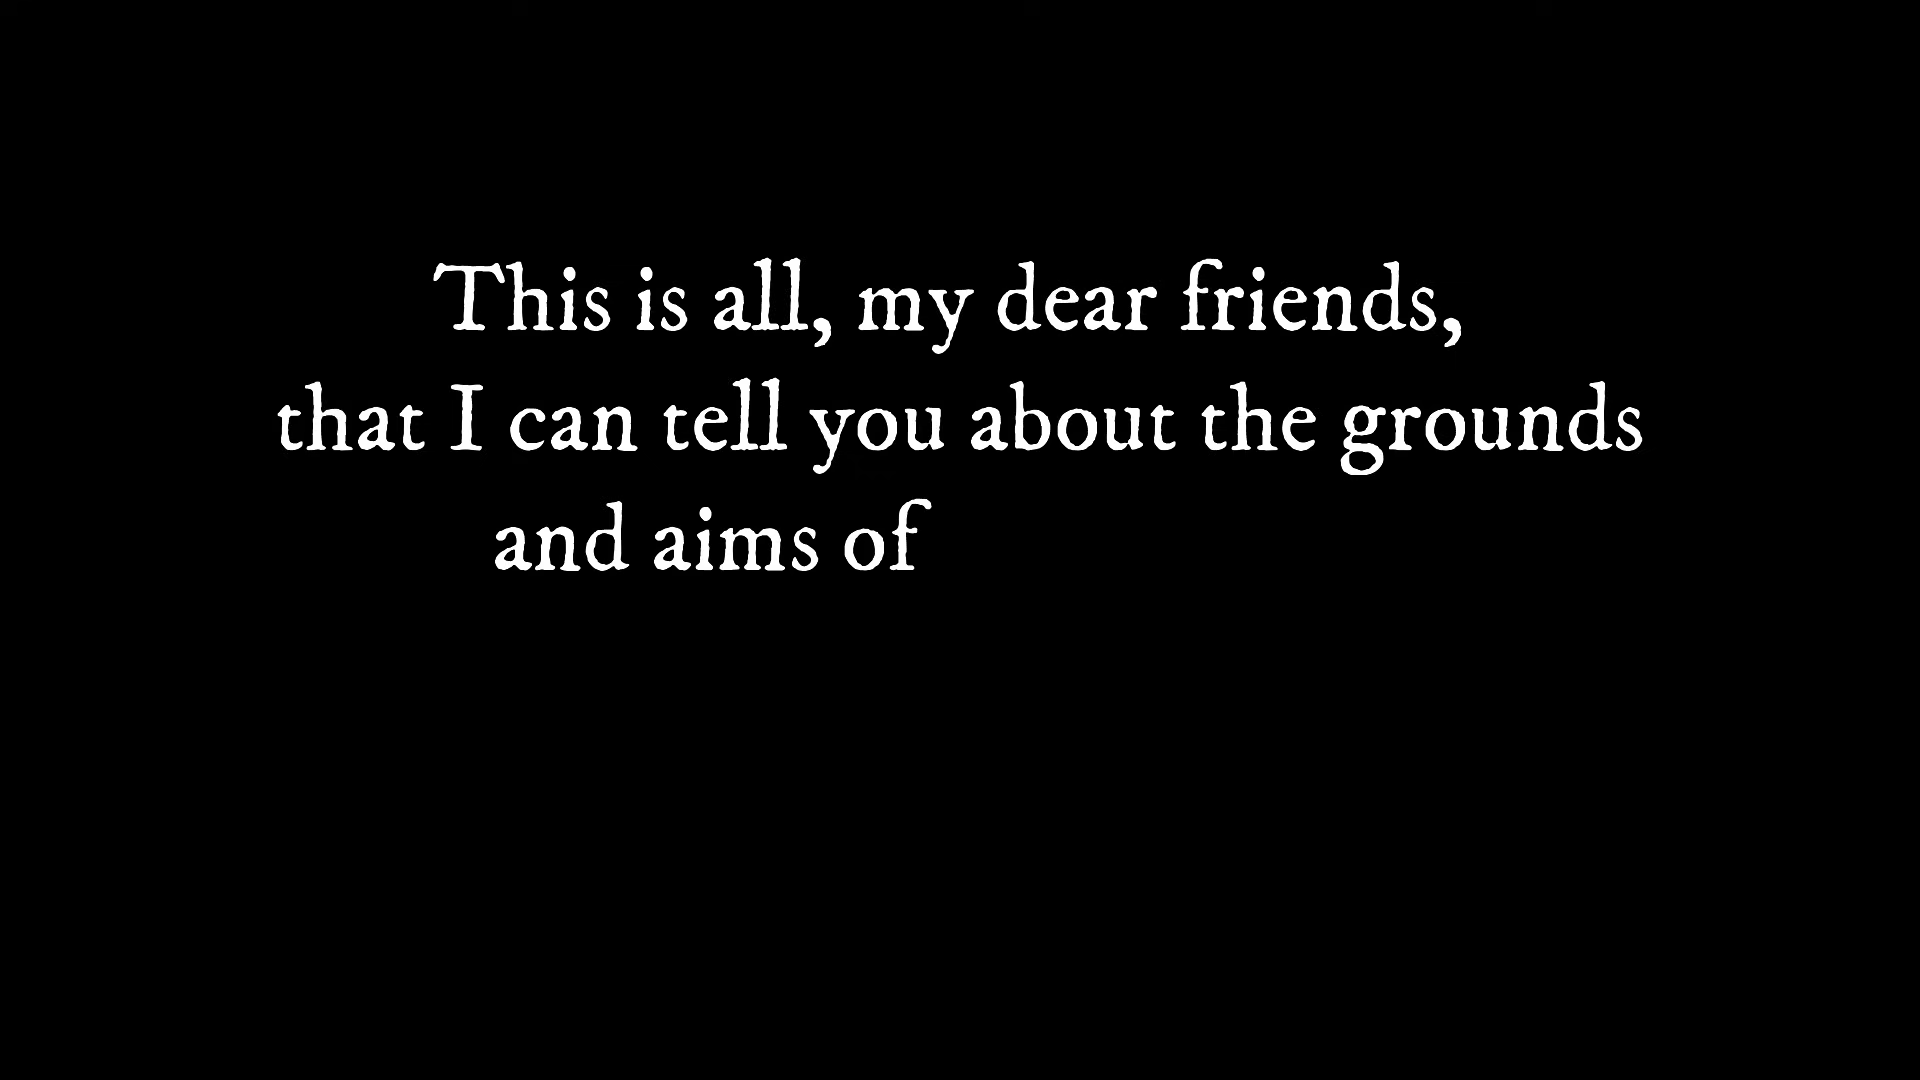 This is all, my dear friends,
that I can tell you about the grounds
and aims of